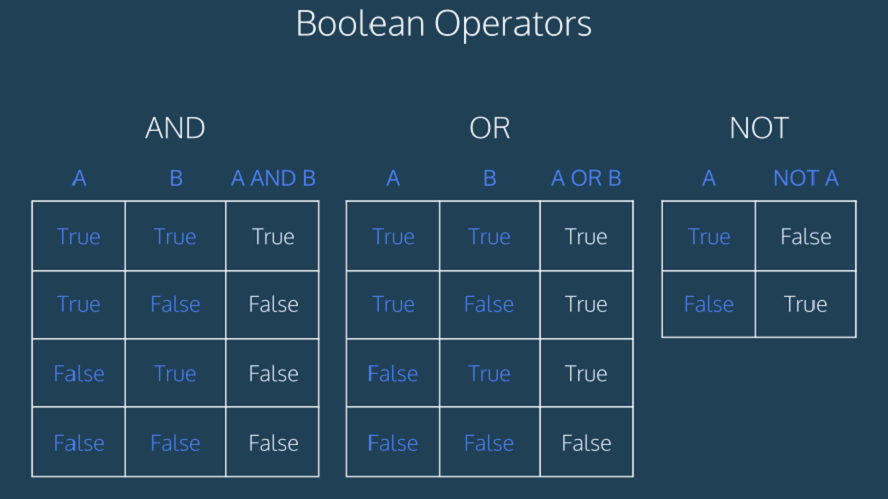 Boolean Operators
AND
A B A AND B
True True True
True False False
False True False
False False False
OR
A B A OR B
True True True
True False True
False True True
False False False
NOT
A NOT A
True False
False True